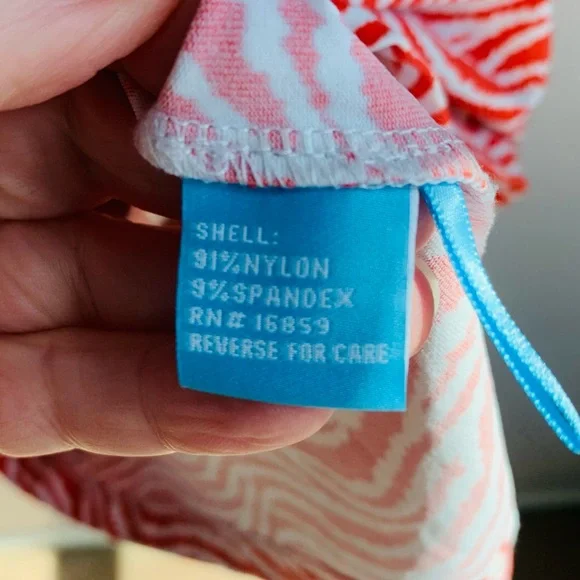 SHELL:
91%NYLON
9%SPANDEX
RN# 16859
REVERSE FOR CARE